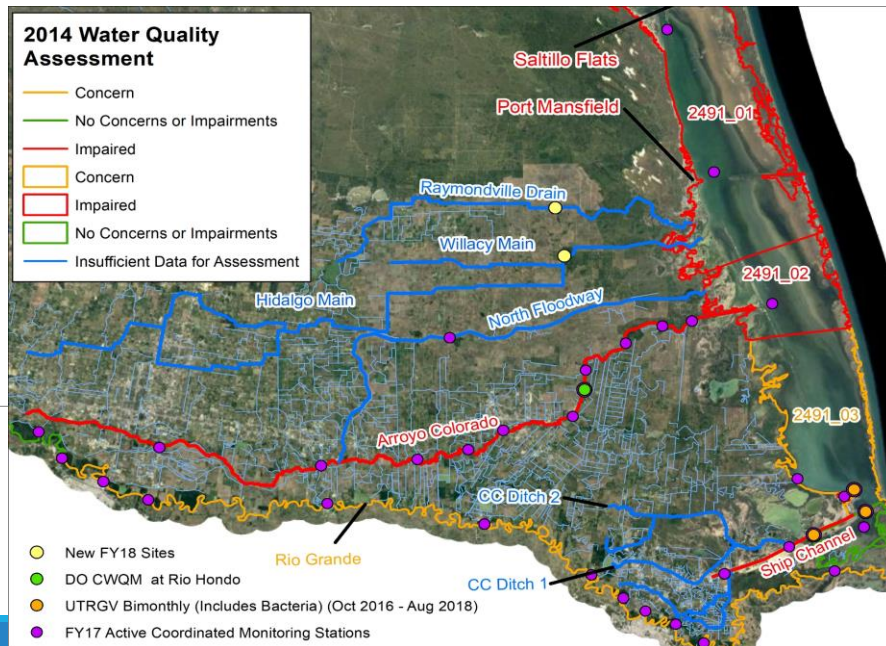 2014 Water Quality
Assessment
Concern
No Concerns or Impairments
Impaired
Concern
Impaired
No Concerns or Impairments
Insufficient Data for Assessment
Saltillo Flats
Port Mansfield
2491_01
Raymondville Drain
Willacy Main
2491_02
Hidalgo Main
North Floodway
2491_03
Arroyo Colorado
CC Ditch 2
Ship Channel
Rio Grande
CC Ditch 1
New FY18 Sites
DO CWQM at Rio Hondo
UTRGV Bimonthly (Includes Bacteria) (Oct 2016 - Aug 2018)
FY17 Active Coordinated Monitoring Stations